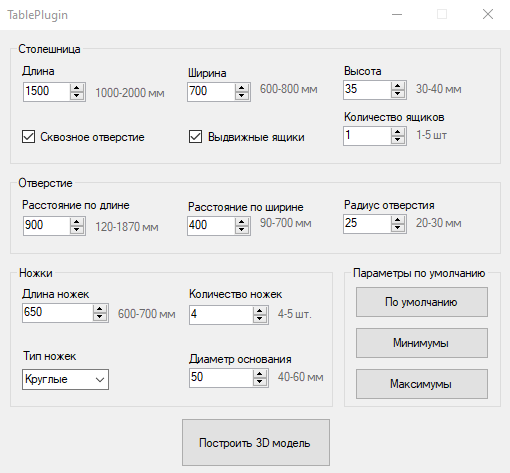 TablePlugin
Столешница
Длина
Ширина
Высота
1500
1000-2000 мм
700
600-800 мм
35
30-40 мм
Количество ящиков
Сквозное отверстие
Выдвижные ящики
1
1-5 шт
Отверстие
Расстояние по длине
Расстояние по ширине
Радиус отверстия
900
120-1870 мм
400
90-700 мм
25
20-30 мм
Ножки
Параметры по умолчанию
Длина ножек
Количество ножек
По умолчанию
650
600-700 мм
4
4-5 шт.
Минимумы
Тип ножек
Диаметр основания
Круглые
50
40-60 мм
Максимумы
Построить 3D модель